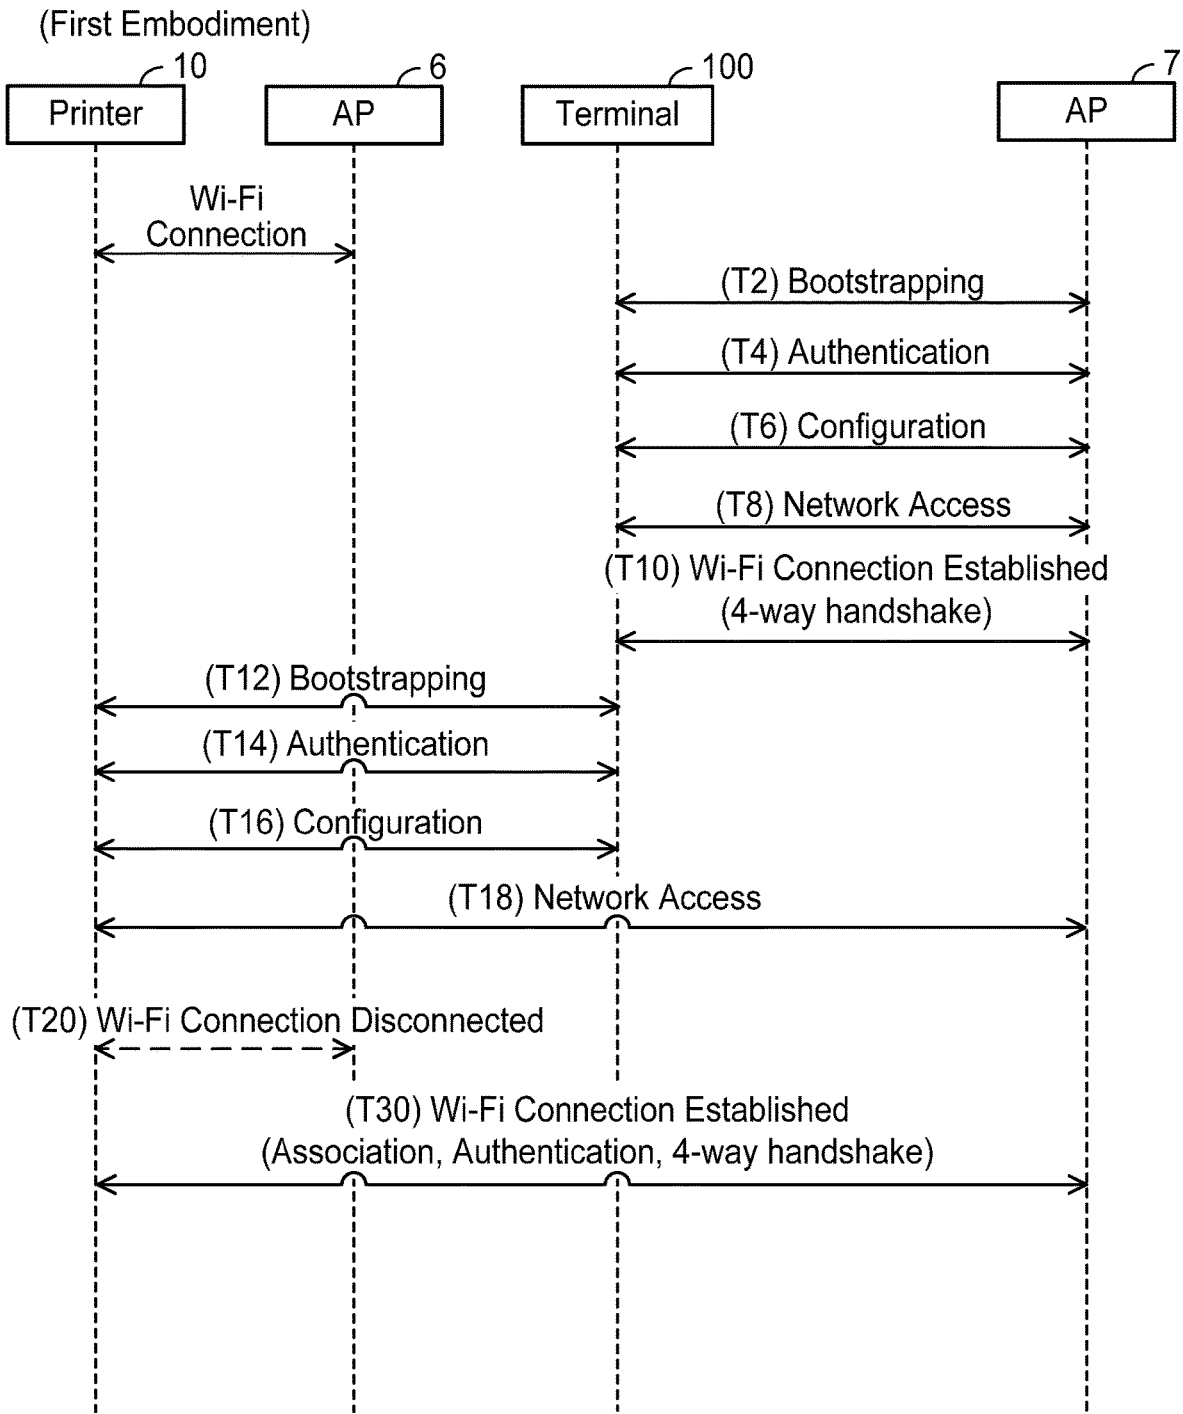 (First Embodiment)
10
6
100
7
Printer
AP
Terminal
AP
Wi-Fi
Connection
(T2) Bootstrapping
(T4) Authentication
(T6) Configuration
(T8) Network Access
(T10) Wi-Fi Connection Established
(4-way handshake)
(T12) Bootstrapping
(T14) Authentication
(T16) Configuration
(T18) Network Access
(T20) Wi-Fi Connection Disconnected
(T30) Wi-Fi Connection Established
(Association, Authentication, 4-way handshake)